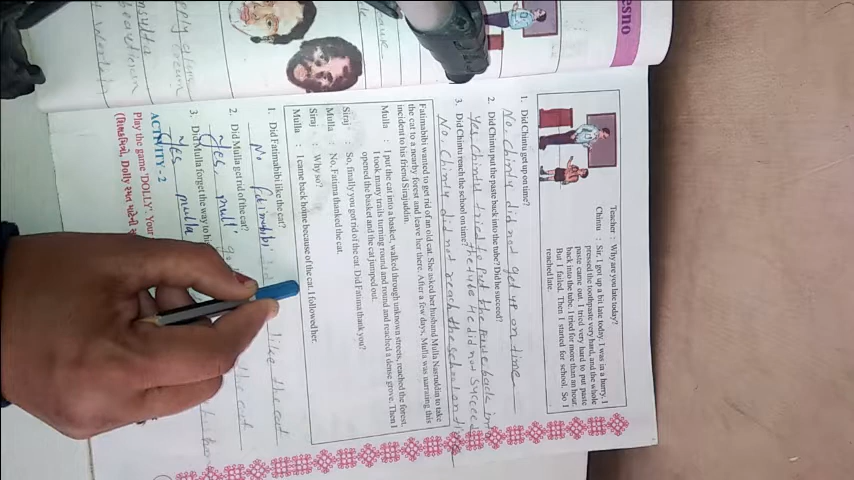 esno
Teacher : Why are you late today?
Chintu : Sir, I got up a bit late today. I was in a hurry. I
pressed the toothpaste very hard, and the whole
paste came out. I tried very hard to put paste
back into the tube. I tried for more than an hour.
But I failed. Then I started for school. So I
reached late.
1. Did Chintu get up on time?
No. chintu did not get up on time
2. Did Chintu put the paste back into the tube? Did he succeed?
Yes, Chintu tried to put the paste back in
the tube He did not succeed
3. Did Chintu reach the school on time?
No. chintu did not reach the school on
Fatimabibi wanted to get rid of an old cat. She asked her husband Mulla Nasruddin to take
the cat to a nearby forest and leave her there. After a few days, Mulla was narrating this
incident to his friend Sirajuddin.
Mulla : I put the cat into a basket, walked through unknown streets, reached the forest.
I took many trails turning round and round and reached a dense grove. Then I
opened the basket and the cat jumped out.
Siraj : So, finally you got rid of the cat. Did Fatima thank you?
Mulla : No, Fatima thanked the cat.
Siraj : Why so?
Mulla : I came back home because of the cat. I followed her.
1. Did Fatimabibi like the cat?
No fatimabibi like the cat
2. Did Mulla get rid of the cat?
Yes, mull the cat
3. Did Mulla forget the way to
Yes mulla
ACTIVITY - 2
Play the game 'DOLLY'. Your
Dolly